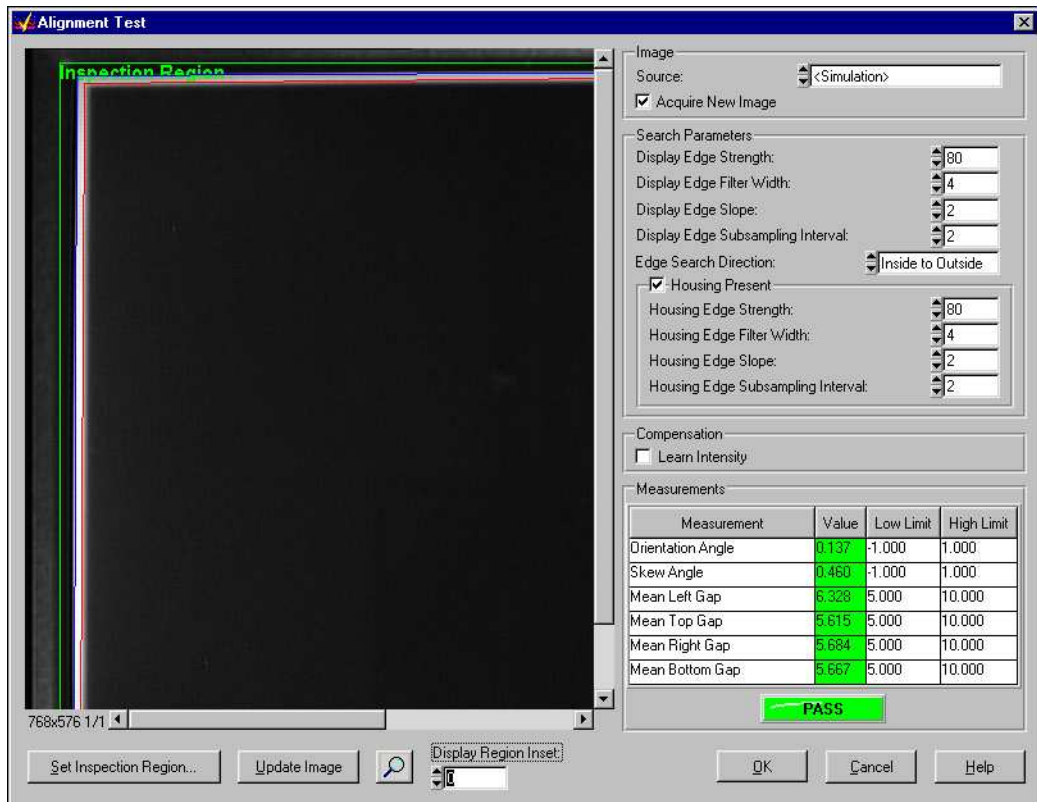 Alignment Test
Inspection Region
768x576 1/1
Image
Source: <Simulation>
Acquire New Image
Search Parameters
Display Edge Strength: 80
Display Edge Filter Width: 4
Display Edge Slope: 2
Display Edge Subsampling Interval: 2
Edge Search Direction: Inside to Outside
Housing Present
Housing Edge Strength: 80
Housing Edge Filter Width: 4
Housing Edge Slope: 2
Housing Edge Subsampling Interval: 2
Compensation
Learn Intensity
Measurements
Measurement Value Low Limit High Limit
Orientation Angle 0.137 -1.000 1.000
Skew Angle 0.460 -1.000 1.000
Mean Left Gap 6.328 5.000 10.000
Mean Top Gap 5.615 5.000 10.000
Mean Right Gap 5.684 5.000 10.000
Mean Bottom Gap 5.667 5.000 10.000
PASS
Set Inspection Region...
Update Image
Display Region Inset:
OK
Cancel
Help